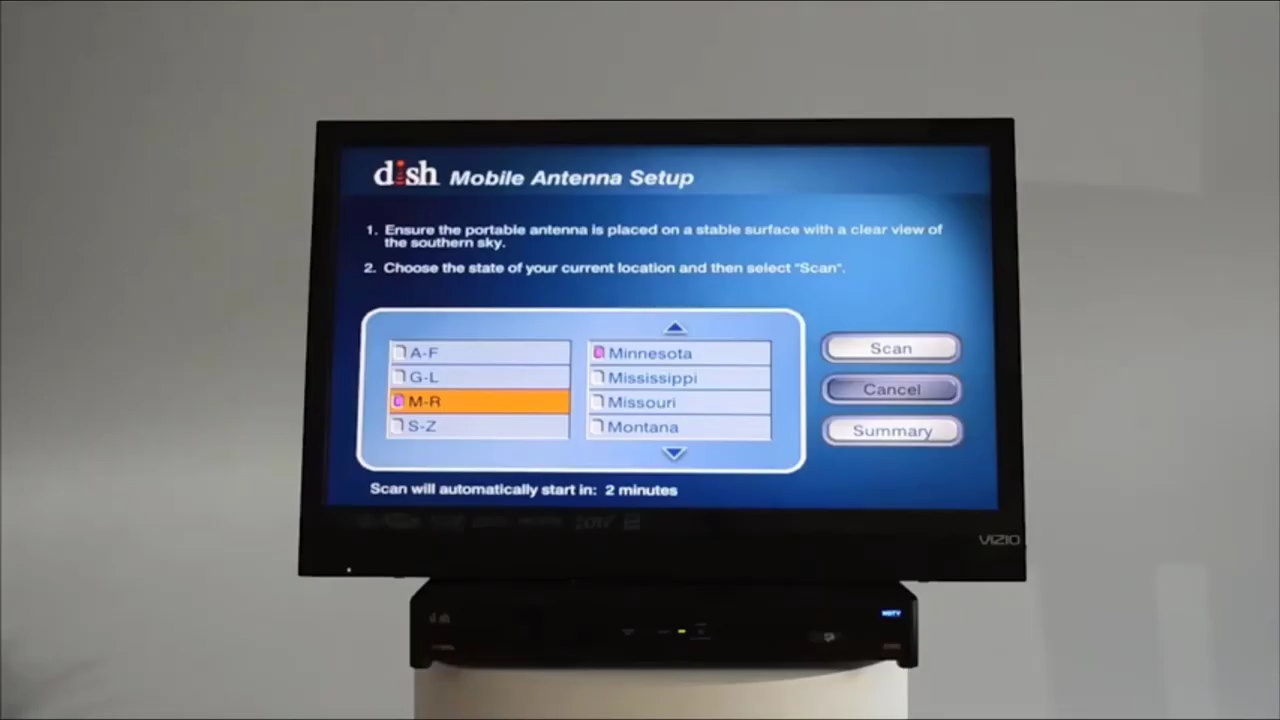 dish Mobile Antenna Setup
1. Ensure the portable antenna is placed on a stable surface with a clear view of
the southern sky.
2. Choose the state of your current location and then select "Scan".
A-F
G-L
M-R
S-Z
Minnesota
Mississippi
Missouri
Montana
Scan
Cancel
Summary
Scan will automatically start in: 2 minutes
VIZIO
dish
HDTV